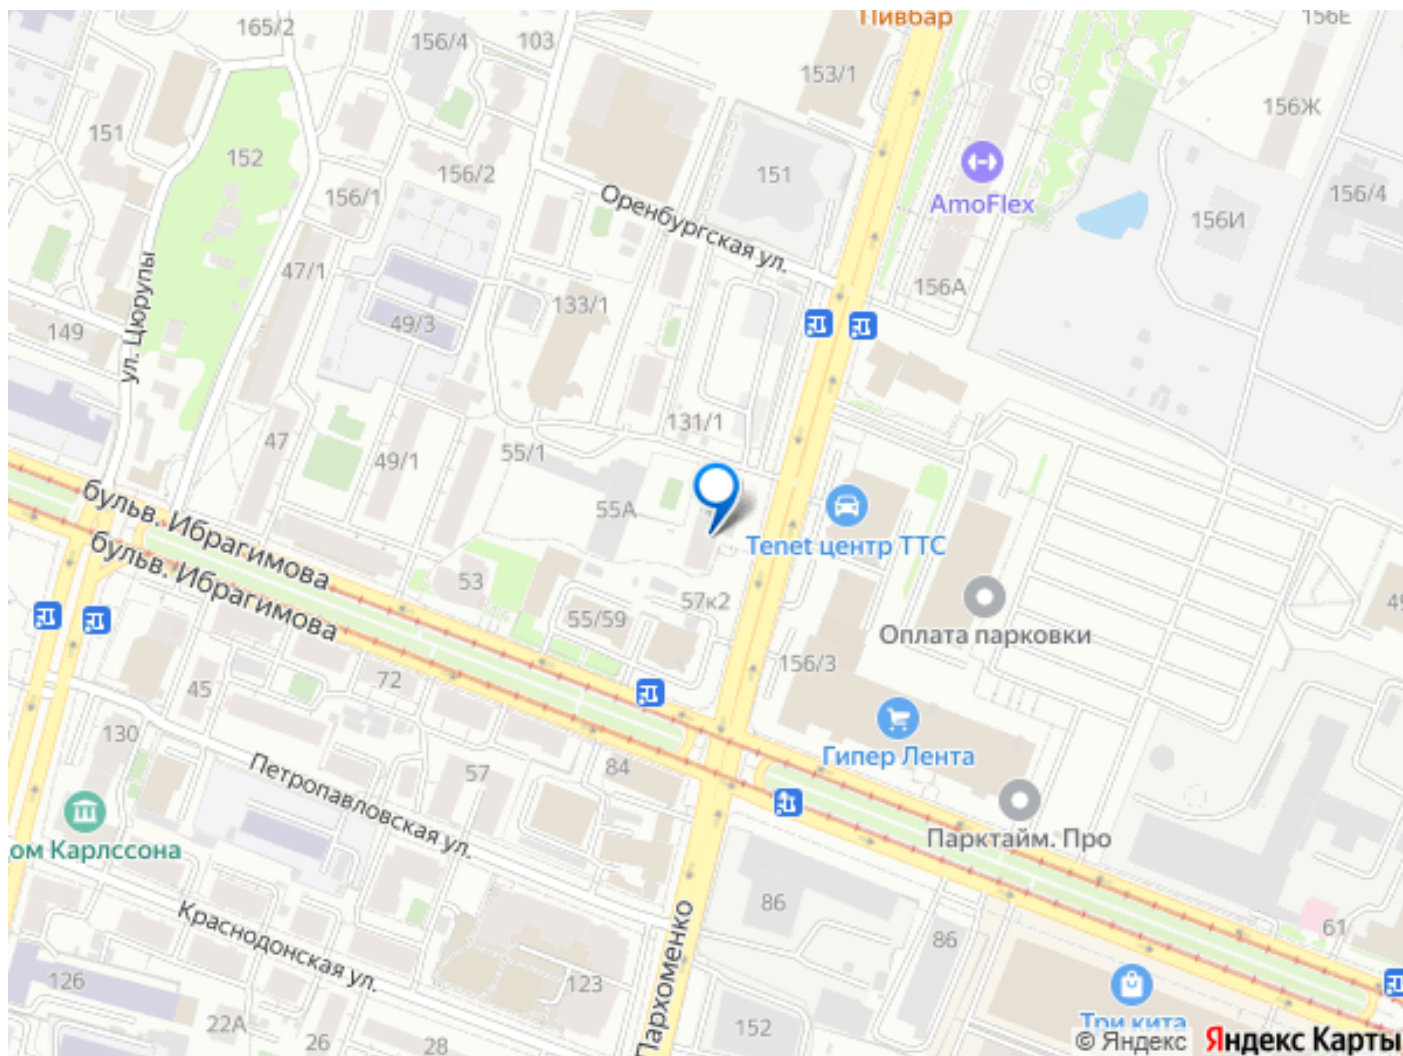 165/2
156/4
103
Пивбар
153/1
156Е
156Ж
151
152
156/2
156/1
151
AmoFlex
156/4
156И
Оренбургская ул.
ул. Цюрупы
47/1
133/1
156А
149
49/3
131/1
47
49/1
55/1
55А
бульв. Ибрагимова
бульв. Ибрагимова
Tenet центр ТТС
53
57к2
55/59
Оплата парковки
156/3
45
72
130
Гипер Лента
57
84
Петропавловская ул.
Парктайм. Про
ом Карлссона
86
86
61
Краснодонская ул.
Пархоменко
126
123
22А
26
28
152
Три кита
© Яндекс
Яндекс Карты